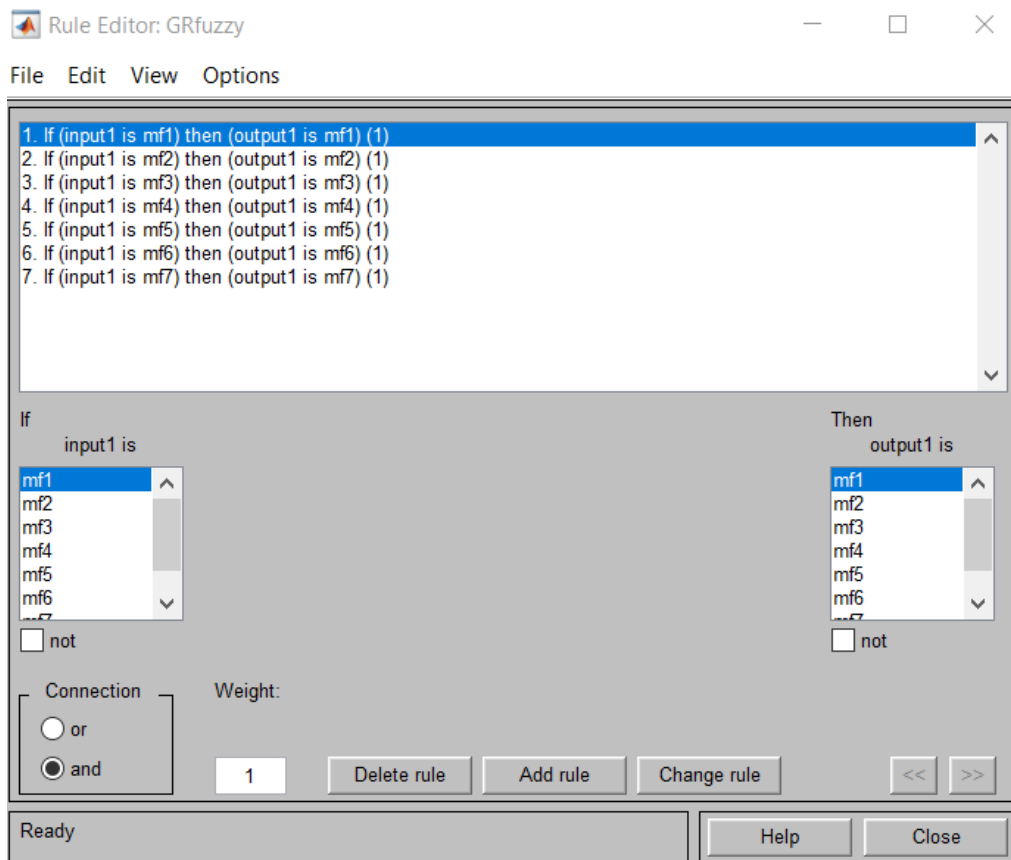 Rule Editor: GRfuzzy
File Edit View Options
1. If (input1 is mf1) then (output1 is mf1) (1)
2. If (input1 is mf2) then (output1 is mf2) (1)
3. If (input1 is mf3) then (output1 is mf3) (1)
4. If (input1 is mf4) then (output1 is mf4) (1)
5. If (input1 is mf5) then (output1 is mf5) (1)
6. If (input1 is mf6) then (output1 is mf6) (1)
7. If (input1 is mf7) then (output1 is mf7) (1)
If
input1 is
mf1
mf2
mf3
mf4
mf5
mf6
mf7
not
Then
output1 is
mf1
mf2
mf3
mf4
mf5
mf6
mf7
not
Connection
or
and
Weight:
1
Delete rule Add rule Change rule << >>
Ready
Help Close